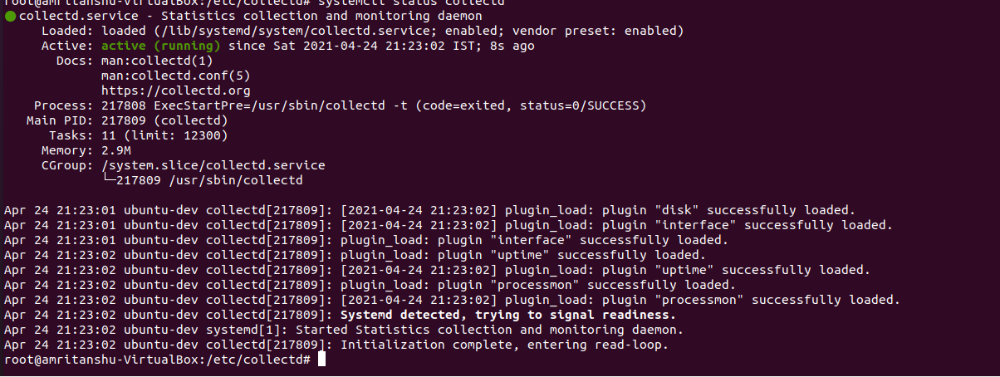 root@amritanshu-VirtualBox:/etc/collectd# systemctl status collectd
● collectd.service - Statistics collection and monitoring daemon
     Loaded: loaded (/lib/systemd/system/collectd.service; enabled; vendor preset: enabled)
     Active: active (running) since Sat 2021-04-24 21:23:02 IST; 8s ago
       Docs: man:collectd(1)
             man:collectd.conf(5)
             https://collectd.org
    Process: 217808 ExecStartPre=/usr/sbin/collectd -t (code=exited, status=0/SUCCESS)
   Main PID: 217809 (collectd)
      Tasks: 11 (limit: 12300)
     Memory: 2.9M
     CGroup: /system.slice/collectd.service
             └─217809 /usr/sbin/collectd
Apr 24 21:23:01 ubuntu-dev collectd[217809]: [2021-04-24 21:23:02] plugin_load: plugin "disk" successfully loaded.
Apr 24 21:23:01 ubuntu-dev collectd[217809]: [2021-04-24 21:23:02] plugin_load: plugin "interface" successfully loaded.
Apr 24 21:23:01 ubuntu-dev collectd[217809]: plugin_load: plugin "interface" successfully loaded.
Apr 24 21:23:02 ubuntu-dev collectd[217809]: plugin_load: plugin "uptime" successfully loaded.
Apr 24 21:23:02 ubuntu-dev collectd[217809]: [2021-04-24 21:23:02] plugin_load: plugin "uptime" successfully loaded.
Apr 24 21:23:02 ubuntu-dev collectd[217809]: plugin_load: plugin "processmon" successfully loaded.
Apr 24 21:23:02 ubuntu-dev collectd[217809]: [2021-04-24 21:23:02] plugin_load: plugin "processmon" successfully loaded.
Apr 24 21:23:02 ubuntu-dev collectd[217809]: Systemd detected, trying to signal readiness.
Apr 24 21:23:02 ubuntu-dev systemd[1]: Started Statistics collection and monitoring daemon.
Apr 24 21:23:02 ubuntu-dev collectd[217809]: Initialization complete, entering read-loop.
root@amritanshu-VirtualBox:/etc/collectd#